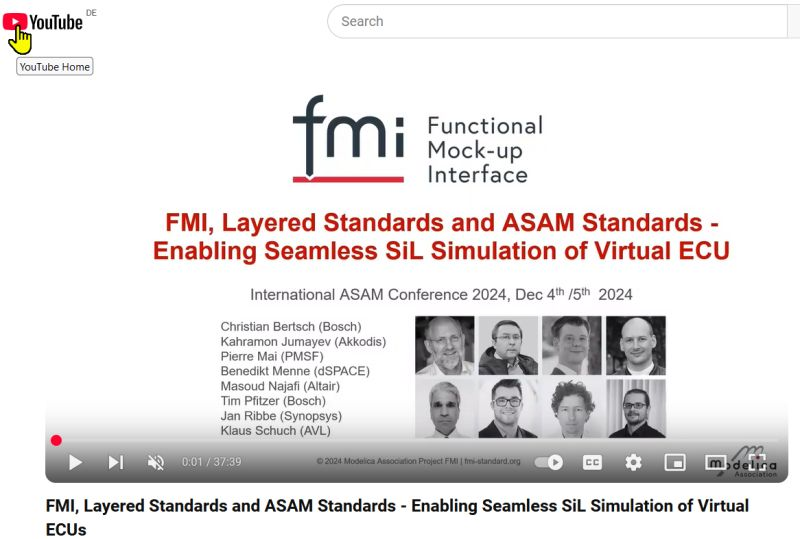 YouTube DE
Search
YouTube Home
fmi Functional
Mock-up
Interface
FMI, Layered Standards and ASAM Standards -
Enabling Seamless SiL Simulation of Virtual ECU
International ASAM Conference 2024, Dec 4th /5th 2024
Christian Bertsch (Bosch)
Kahramon Jumayev (Akkodis)
Pierre Mai (PMSF)
Benedikt Menne (dSPACE)
Masoud Najafi (Altair)
Tim Pfitzer (Bosch)
Jan Ribbe (Synopsys)
Klaus Schuch (AVL)
0:01 / 37:39
© 2024 Modelica Association Project FMI | fmi-standard.org
CC
modelica
Association
FMI, Layered Standards and ASAM Standards - Enabling Seamless SiL Simulation of Virtual
ECUs